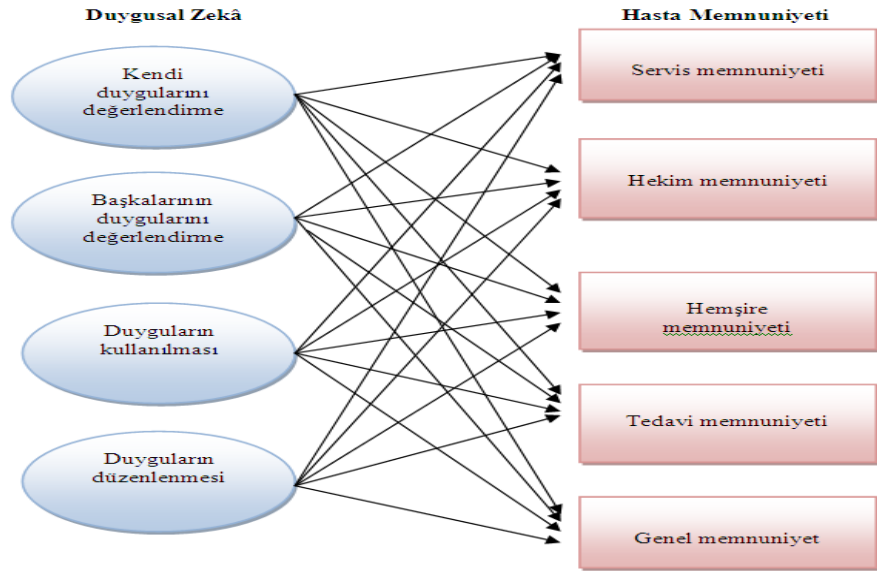 Duygusal Zekâ
Kendi
duygularını
değerlendirme
Başkalarının
duygularını
değerlendirme
Duyguların
kullanılması
Duyguların
düzenlenmesi
Hasta Memnuniyeti
Servis memnuniyeti
Hekim memnuniyeti
Hemşire
memnuniyeti
Tedavi memnuniyeti
Genel memnuniyet